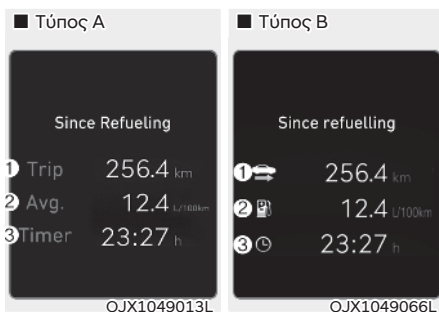 ■ Τύπος A
Since Refueling
1 Trip 256.4 km
2 Avg. 12.4 L/100km
3 Timer 23:27 h
OJX1049013L
■ Τύπος B
Since refuelling
1 256.4 km
2 12.4 L/100km
3 23:27 h
OJX1049066L